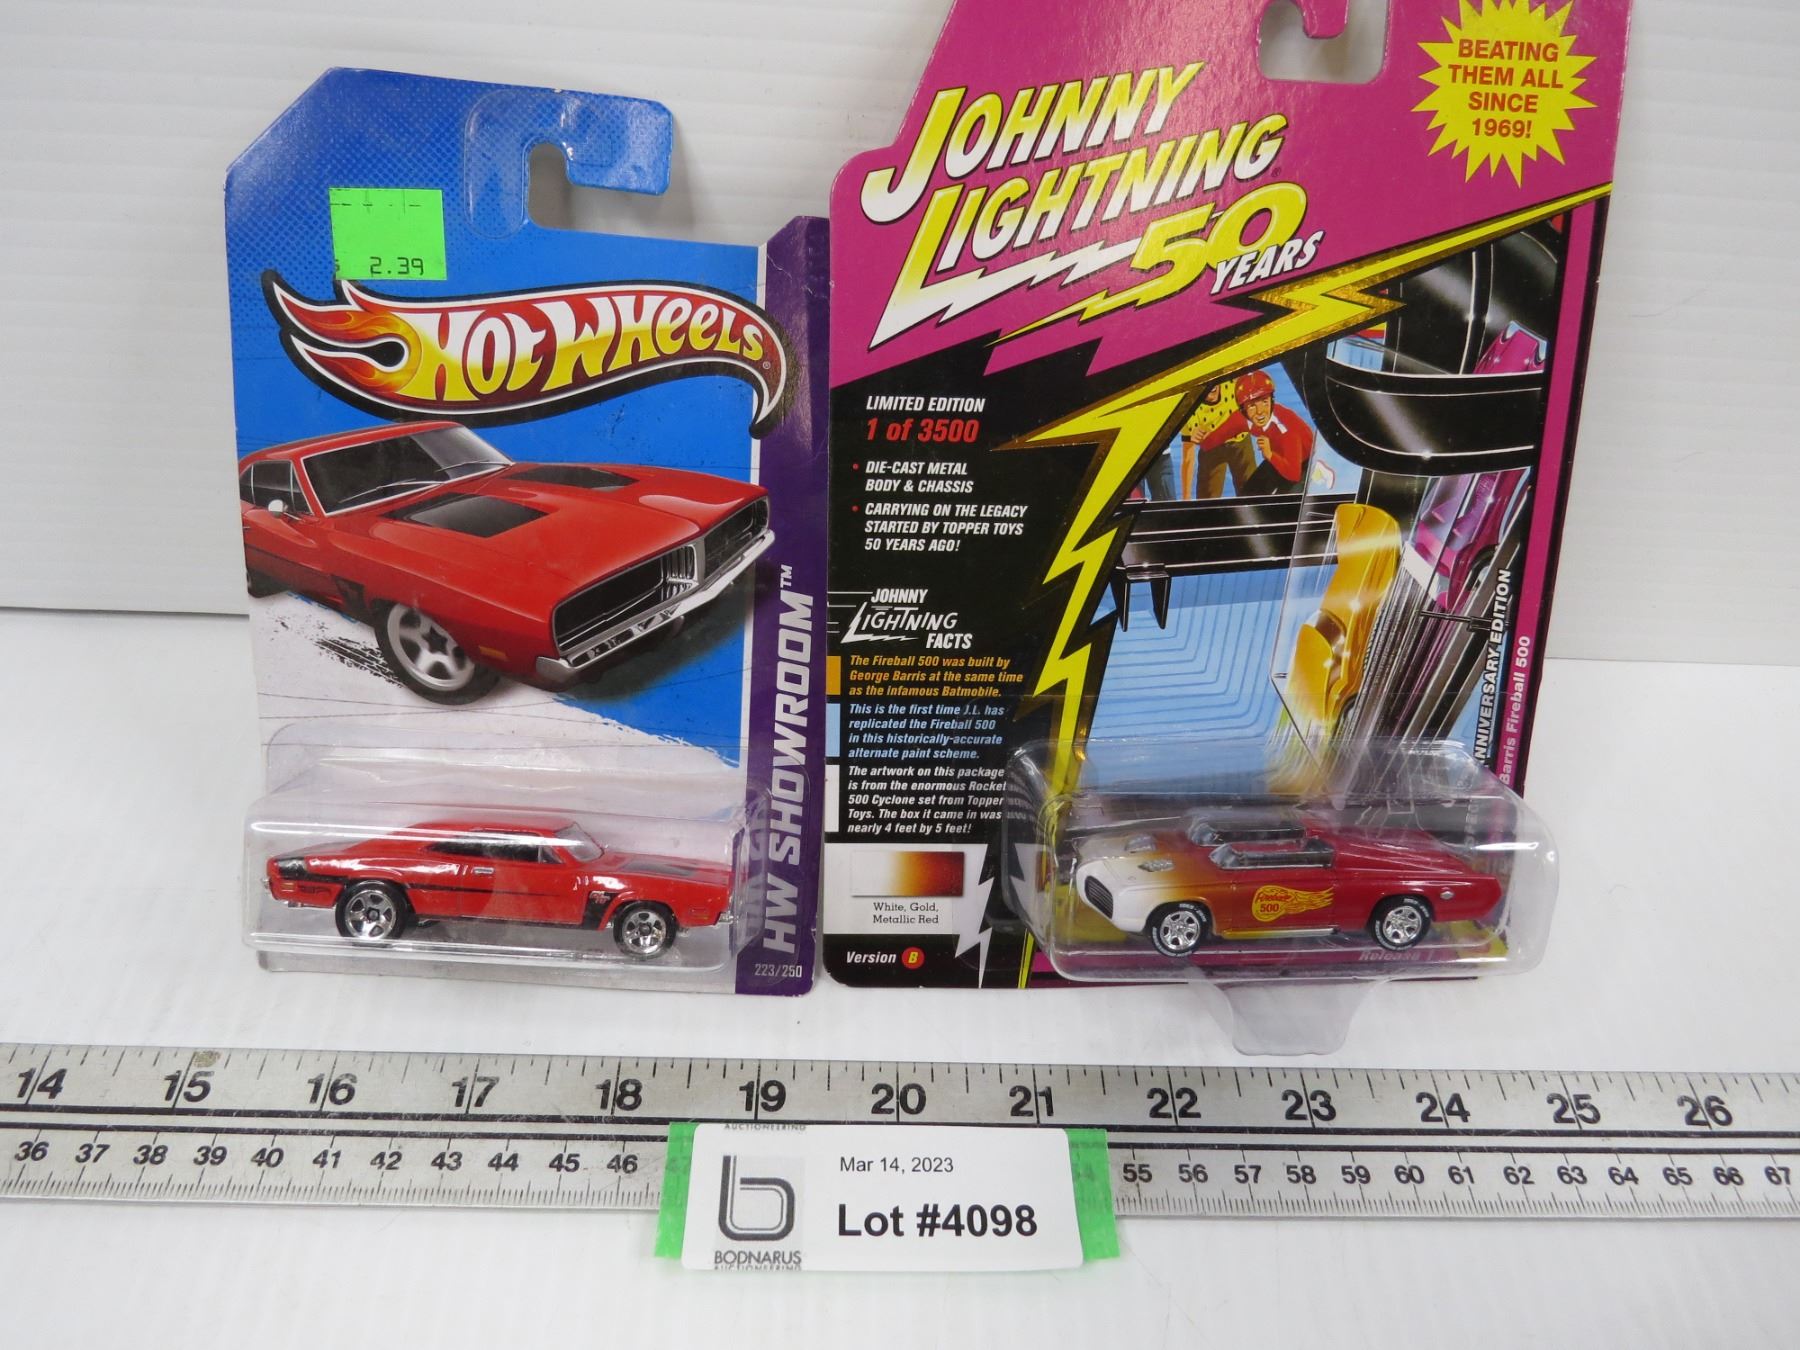 2.39
HOT WHEELS
HW SHOWROOM™
223/250
R/T
BEATING
THEM ALL
SINCE
1969!
JOHNNY
LIGHTNING
50
YEARS
LIMITED EDITION
1 of 3500
• DIE-CAST METAL
BODY & CHASSIS
• CARRYING ON THE LEGACY
STARTED BY TOPPER TOYS
50 YEARS AGO!
JOHNNY
LIGHTNING
FACTS
The Fireball 500 was built by
George Barris at the same time
as the infamous Batmobile.
This is the first time J.L. has
replicated the Fireball 500
in this historically-accurate
alternate paint scheme.
The artwork on this package
is from the enormous Rocket
500 Cyclone set from Topper
Toys. The box it came in was
nearly 4 feet by 5 feet!
White, Gold,
Metallic Red
Version B
EDITION
Barris Fireball 500
Fireball
500
Release
14 15 16 17 18 19 20 21 22 23 24 25 26
36 37 38 39 40 41 42 43 44 45 46 47 54 55 56 57 58 59 60 61 62 63 64 65 66 67
AUCTIONEERING
Mar 14, 2023
Lot #4098
BODNARUS
AUCTIONEERING